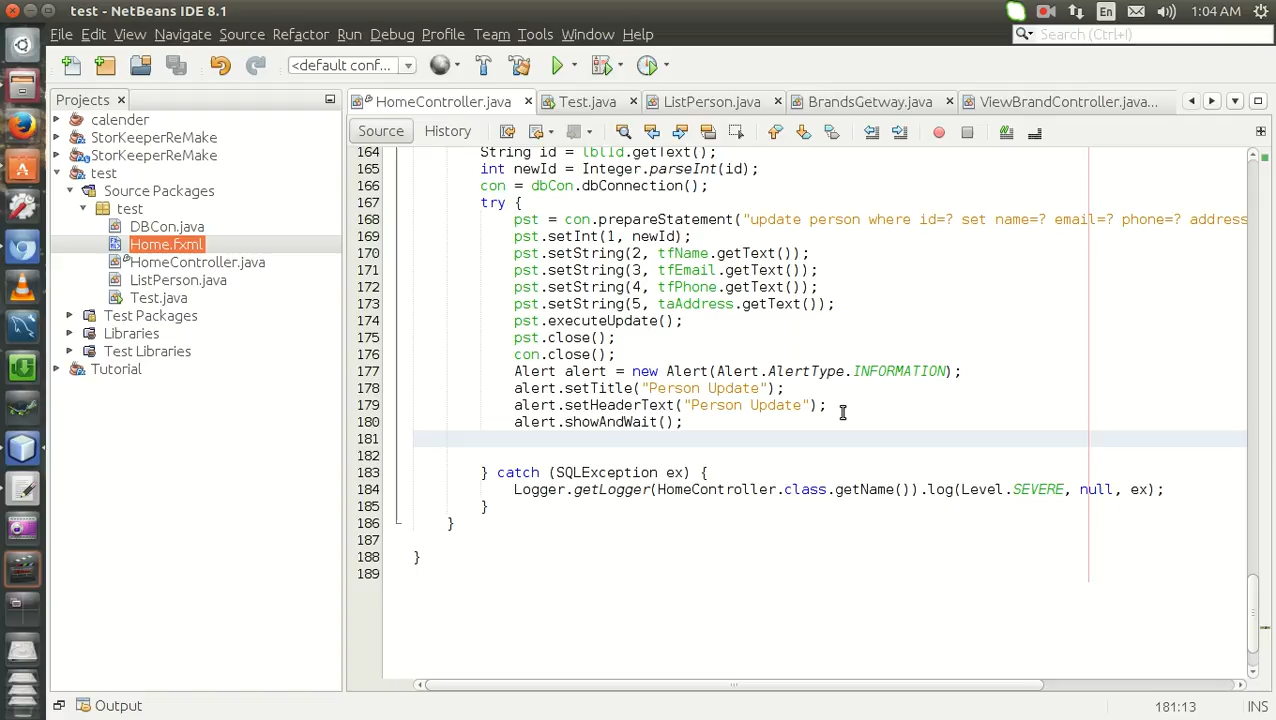 test - NetBeans IDE 8.1
En
1:04 AM
File Edit View Navigate Source Refactor Run Debug Profile Team Tools Window Help
Search (Ctrl+I)
<default conf...
Projects
HomeController.java
Test.java
ListPerson.java
BrandsGetway.java
ViewBrandController.java...
Source
History
calender
StorKeeperReMake
StorKeeperReMake
test
Source Packages
test
DBCon.java
Home.fxml
HomeController.java
ListPerson.java
Test.java
Test Packages
Libraries
Test Libraries
Tutorial
164 String id = lblId.getText();
165 int newId = Integer.parseInt(id);
166 con = dbCon.dbConnection();
167 try {
168 pst = con.prepareStatement("update person where id=? set name=? email=? phone=? address
169 pst.setInt(1, newId);
170 pst.setString(2, tfName.getText());
171 pst.setString(3, tfEmail.getText());
172 pst.setString(4, tfPhone.getText());
173 pst.setString(5, taAddress.getText());
174 pst.executeUpdate();
175 pst.close();
176 con.close();
177 Alert alert = new Alert(Alert.AlertType.INFORMATION);
178 alert.setTitle("Person Update");
179 alert.setHeaderText("Person Update");
180 alert.showAndWait();
181
182
183 } catch (SQLException ex) {
184 Logger.getLogger(HomeController.class.getName()).log(Level.SEVERE, null, ex);
185 }
186 }
187
188 }
189
Output
181:13
INS